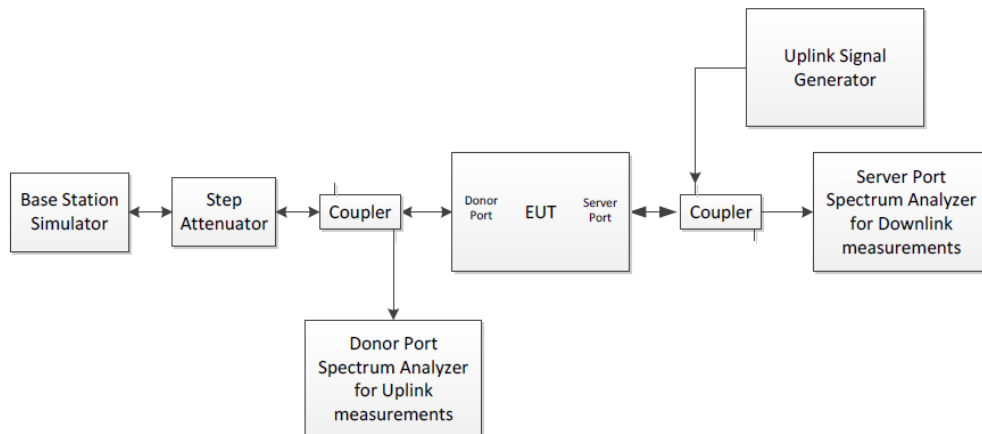 Uplink Signal
Generator
Base Station
Simulator
Step
Attenuator
Coupler
Donor
Port
EUT
Server
Port
Coupler
Server Port
Spectrum Analyzer
for Downlink
measurements
Donor Port
Spectrum Analyzer
for Uplink
measurements